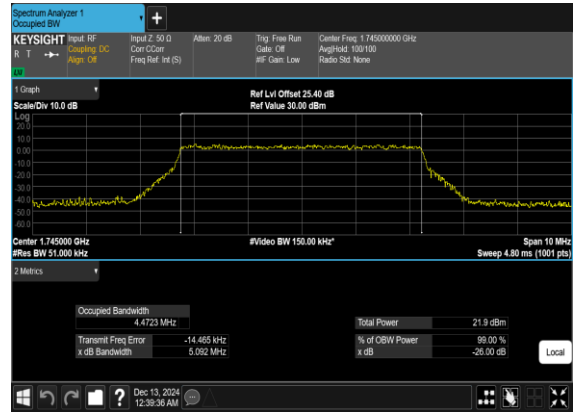 Spectrum Analyzer 1
Occupied BW
+
KEYSIGHT Input: RF Input Z: 50 Ω Atten: 20 dB Trig: Free Run Center Freq: 1.745000000 GHz
R T Coupling: DC Corr CCorr Gate: Off Avg|Hold: 100/100
Align: Off Freq Ref: Int (S) #IF Gain: Low Radio Std: None
LW
1 Graph Ref Lvl Offset 25.40 dB
Scale/Div 10.0 dB Ref Value 30.00 dBm
Log
20.0
10.0
0.00
-10.0
-20.0
-30.0
-40.0
-50.0
-60.0
Center 1.745000 GHz #Video BW 150.00 kHz* Span 10 MHz
#Res BW 51.000 kHz Sweep 4.80 ms (1001 pts)
2 Metrics
Occupied Bandwidth
4.4723 MHz Total Power 21.9 dBm
Transmit Freq Error -14.465 kHz % of OBW Power 99.00 %
x dB Bandwidth 5.092 MHz x dB -26.00 dB
Local
? Dec 13, 2024
12:39:36 AM